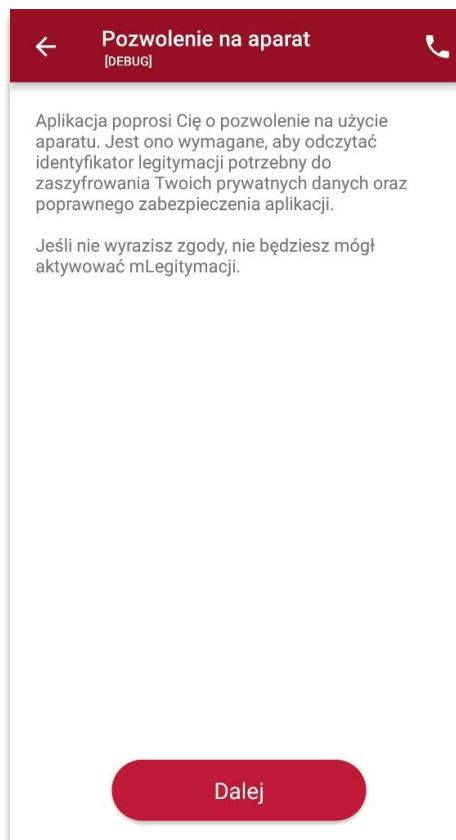 Pozwolenie na aparat
[DEBUG]
Aplikacja poprosi Cię o pozwolenie na użycie
aparatu. Jest ono wymagane, aby odczytać
identyfikator legitymacji potrzebny do
zaszyfrowania Twoich prywatnych danych oraz
poprawnego zabezpieczenia aplikacji.
Jeśli nie wyrazisz zgody, nie będziesz mógł
aktywować mLegitymacji.
Dalej